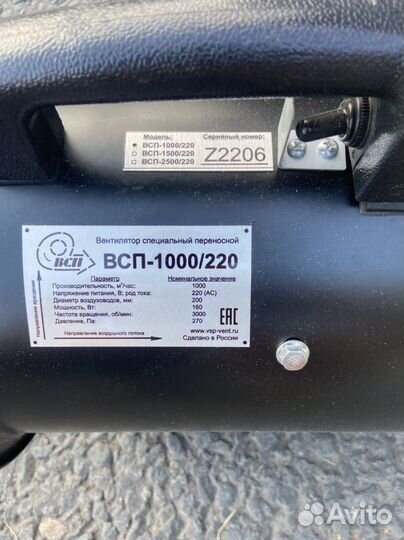 Модель:
Серийный номер:
ВСП-1000/220
ВСП-1500/220
ВСП-2500/220
Z2206
ВСП
Вентилятор специальный переносной
ВСП-1000/220
Параметр Номинальное значение
Производительность, м³/час: 1000
Напряжение питания, В; род тока: 220 (AC)
Диаметр воздуховодов, мм: 200
Мощность, Вт: 160
Частота вращения, об/мин: 3000
Давление, Па: 270
Направление вращения
Направление воздушного потока
EAC
www.vsp-vent.ru
Сделано в России
Avito